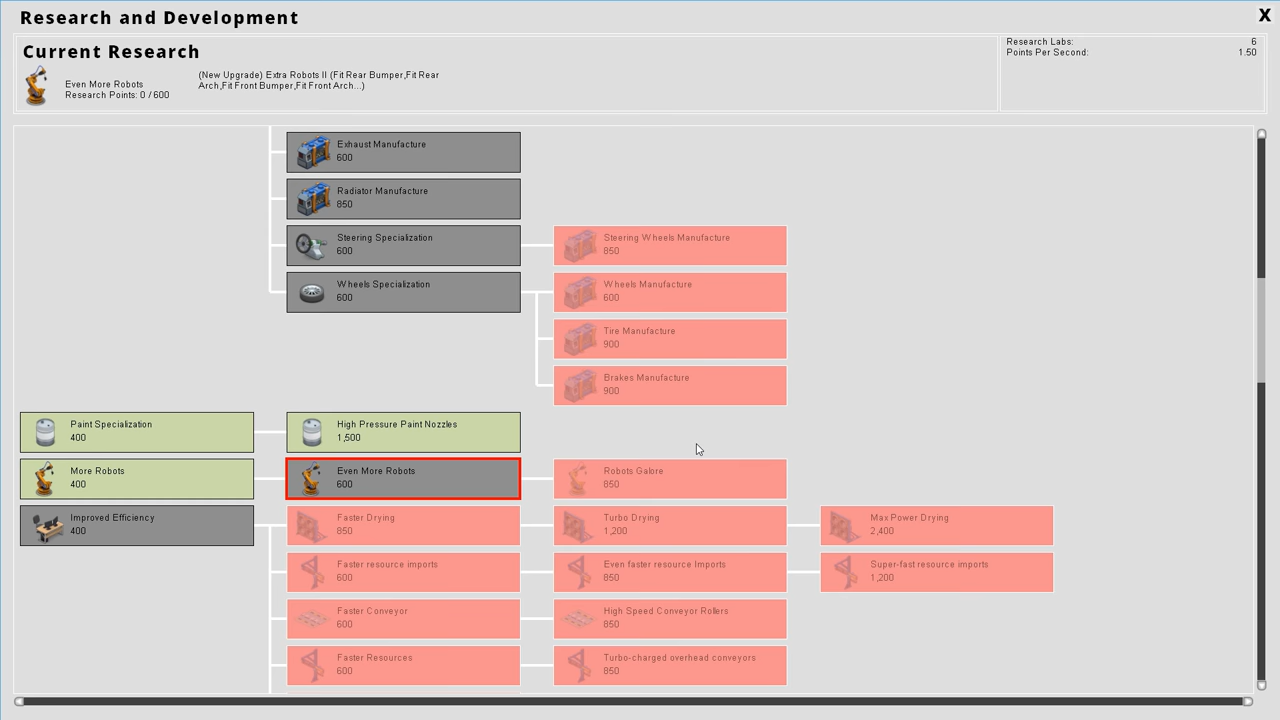 Research and Development
X
Current Research
Even More Robots
Research Points: 0 / 600
(New Upgrade) Extra Robots II (Fit Rear Bumper,Fit Rear
Arch,Fit Front Bumper,Fit Front Arch...)
Research Labs: 6
Points Per Second: 1.50
Exhaust Manufacture
600
Radiator Manufacture
850
Steering Specialization
600
Steering Wheels Manufacture
850
Wheels Specialization
600
Wheels Manufacture
600
Tire Manufacture
900
Brakes Manufacture
900
Paint Specialization
400
High Pressure Paint Nozzles
1,500
More Robots
400
Even More Robots
600
Robots Galore
850
Improved Efficiency
400
Faster Drying
850
Turbo Drying
1,200
Max Power Drying
2,400
Faster resource imports
600
Even faster resource Imports
850
Super-fast resource imports
1,200
Faster Conveyor
600
High Speed Conveyor Rollers
850
Faster Resources
600
Turbo-charged overhead conveyors
850